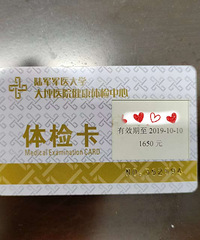 陆军军医大学
大坪医院健康体检中心
体检卡
Medical Examination CARD
有效期至 2019-10-10
1650 元